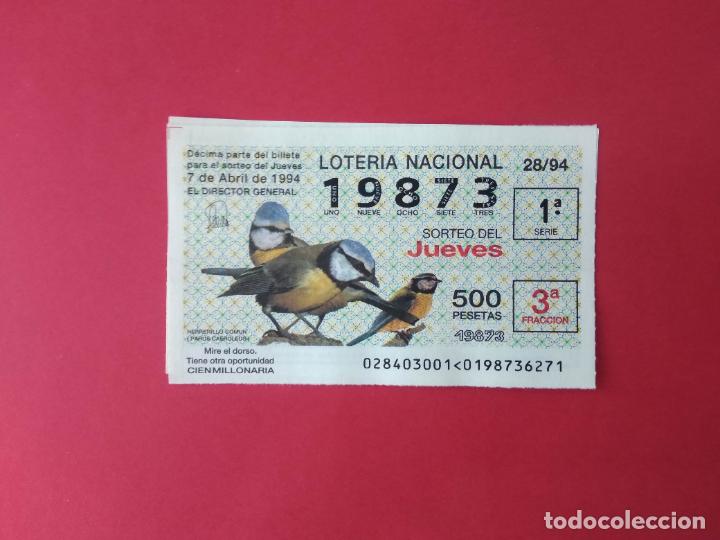 Décima parte del billete
para el sorteo del Jueves
7 de Abril de 1994
EL DIRECTOR GENERAL
LOTERIA NACIONAL
28/94
19873
UNO NUEVE OCHO SIETE TRES
1ª
SERIE
SORTEO DEL
Jueves
500
PESETAS
19873
3ª
FRACCION
HERRERILLO COMUN
(PARUS CAERULEUS)
Mire el dorso.
Tiene otra oportunidad
CIENMILLONARIA
028403001<0198736271
todocoleccion